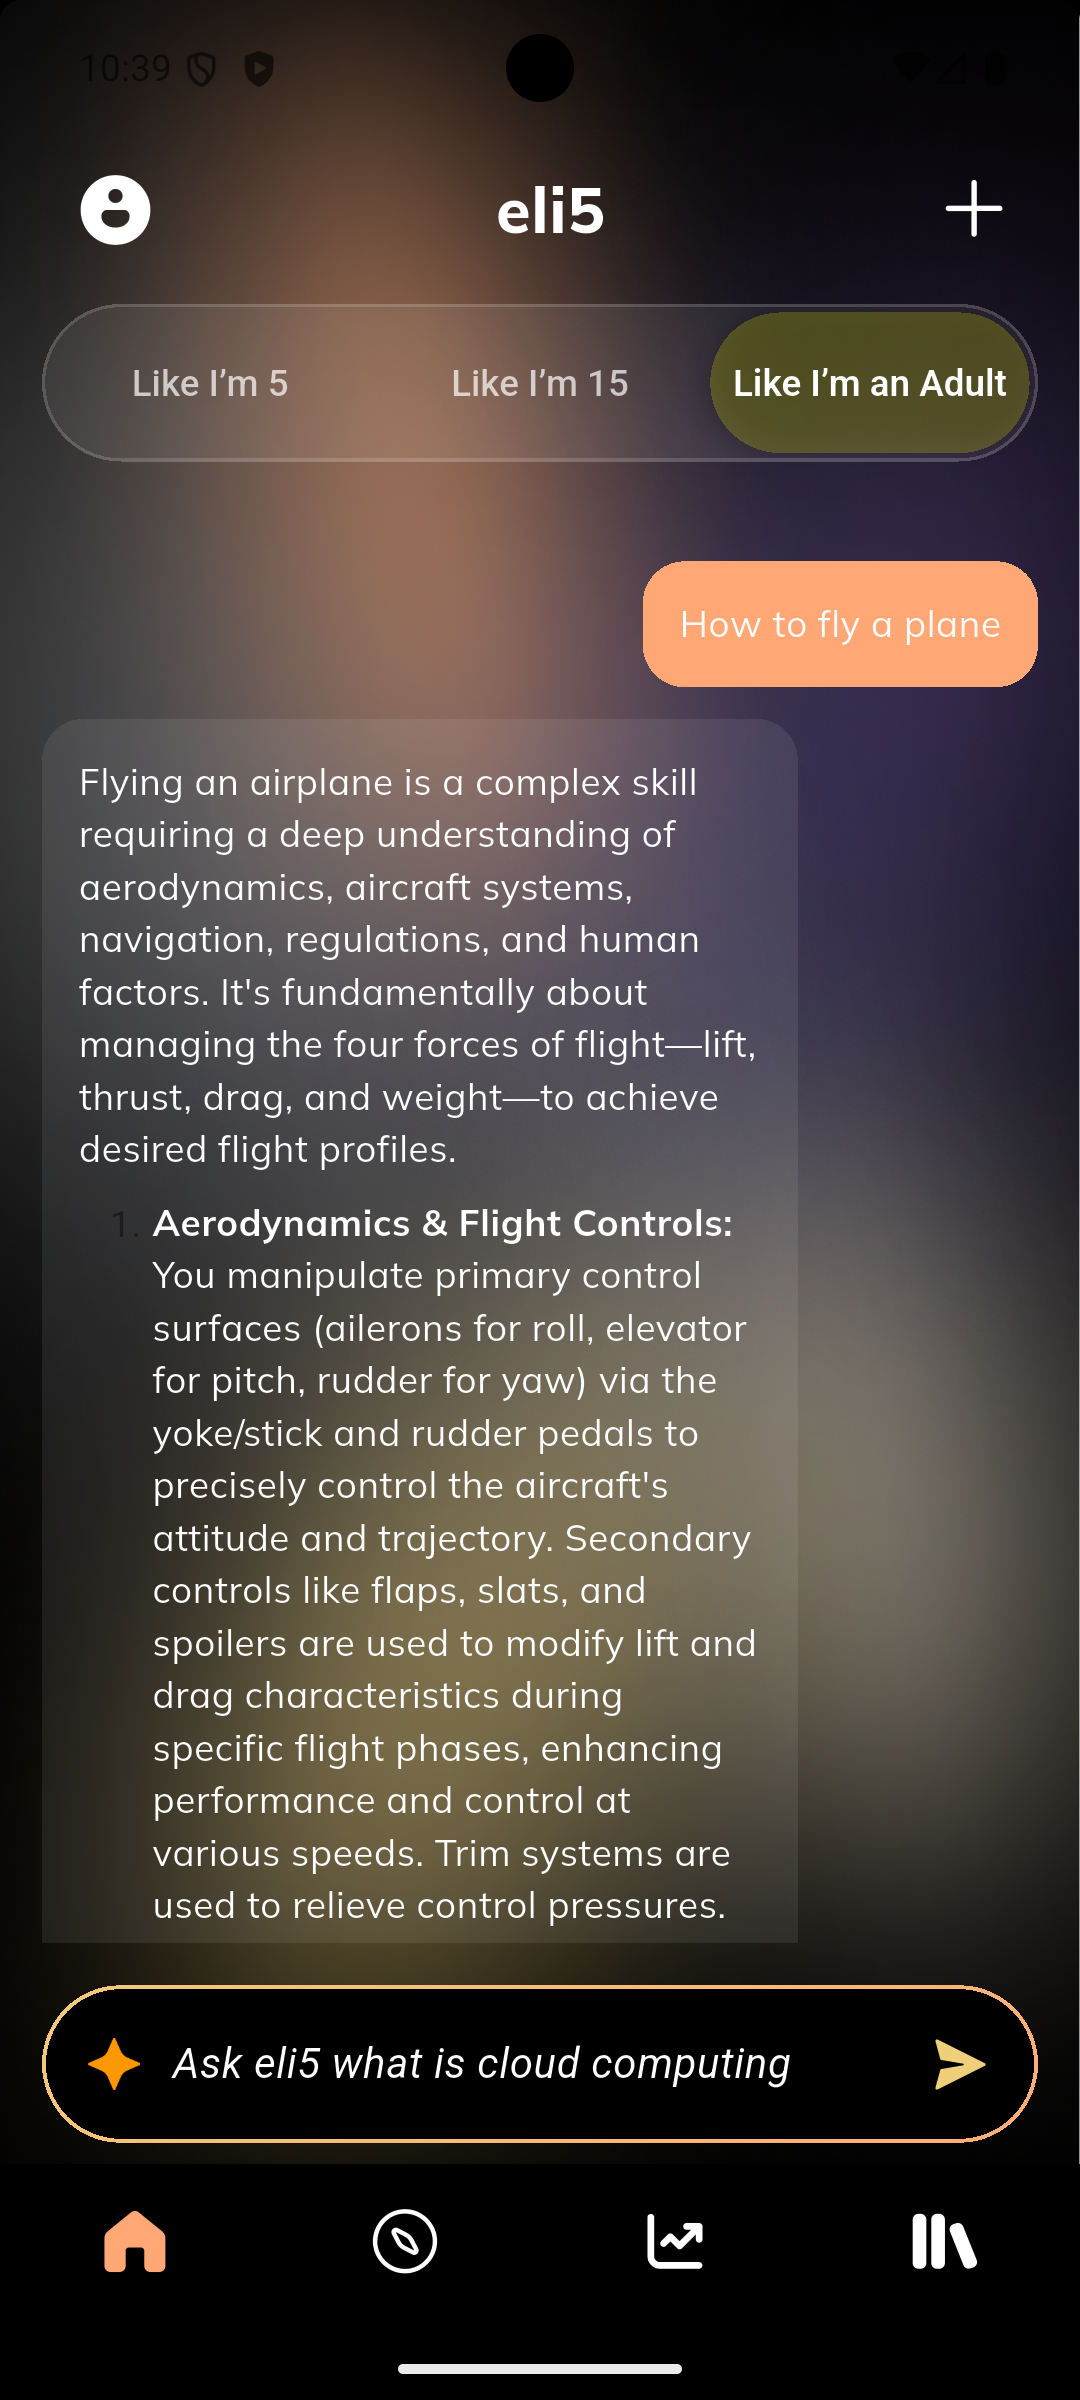 10:39
eli5
Like I’m 5
Like I’m 15
Like I’m an Adult
How to fly a plane
Flying an airplane is a complex skill
requiring a deep understanding of
aerodynamics, aircraft systems,
navigation, regulations, and human
factors. It's fundamentally about
managing the four forces of flight—lift,
thrust, drag, and weight—to achieve
desired flight profiles.
1. Aerodynamics & Flight Controls:
You manipulate primary control
surfaces (ailerons for roll, elevator
for pitch, rudder for yaw) via the
yoke/stick and rudder pedals to
precisely control the aircraft's
attitude and trajectory. Secondary
controls like flaps, slats, and
spoilers are used to modify lift and
drag characteristics during
specific flight phases, enhancing
performance and control at
various speeds. Trim systems are
used to relieve control pressures.
Ask eli5 what is cloud computing